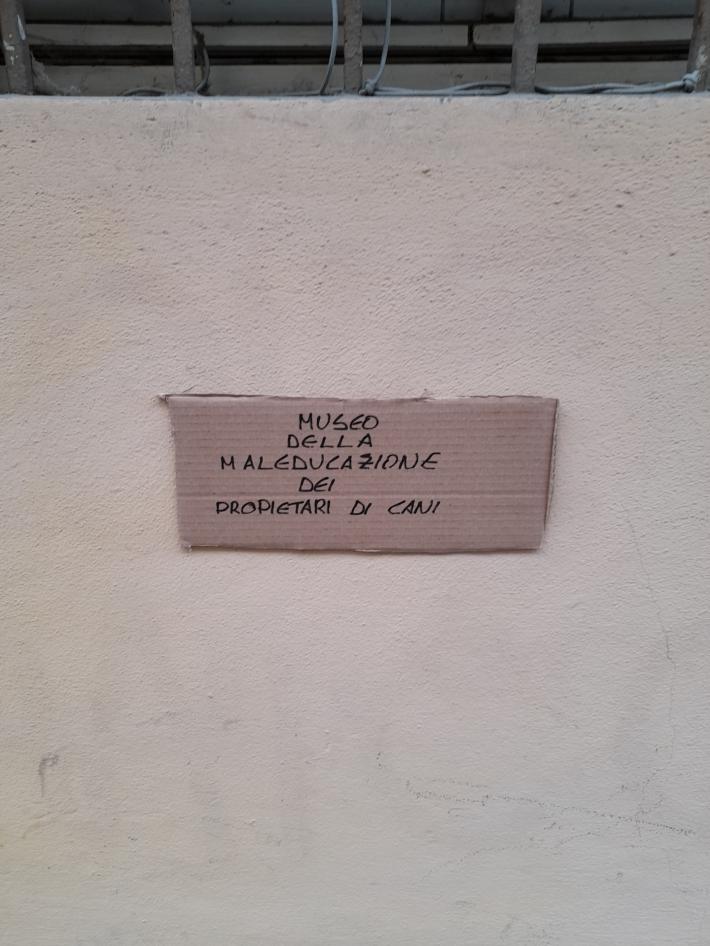 MUSEO
DELLA
MALEDUCAZIONE
DEI
PROPIETARI DI CANI